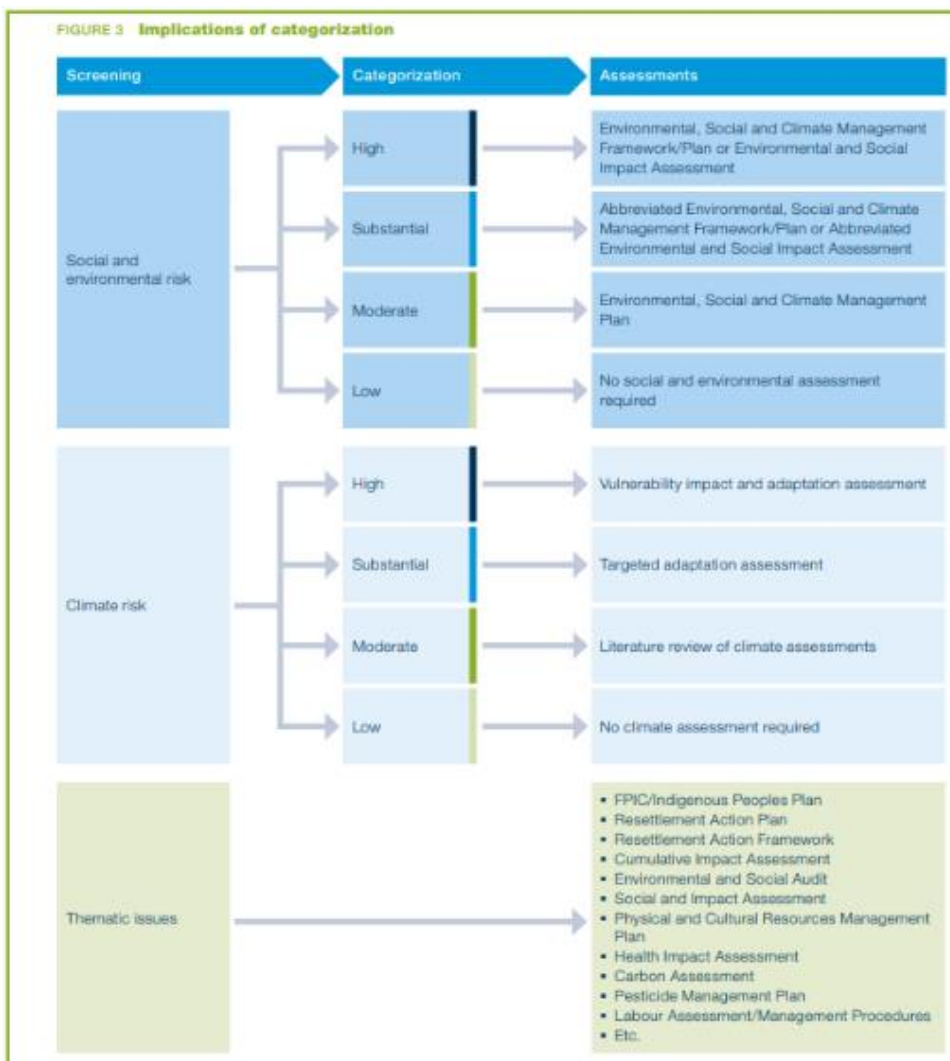 FIGURE 3 Implications of categorization
Screening
Categorization
Assessments
Social and
environmental risk
High
Environmental, Social and Climate Management
Framework/Plan or Environmental and Social
Impact Assessment
Substantial
Abbreviated Environmental, Social and Climate
Management Framework/Plan or Abbreviated
Environmental and Social Impact Assessment
Moderate
Environmental, Social and Climate Management
Plan
Low
No social and environmental assessment
required
Climate risk
High
Vulnerability impact and adaptation assessment
Substantial
Targeted adaptation assessment
Moderate
Literature review of climate assessments
Low
No climate assessment required
Thematic issues
▪ FPIC/Indigenous Peoples Plan
▪ Resettlement Action Plan
▪ Resettlement Action Framework
▪ Cumulative Impact Assessment
▪ Environmental and Social Audit
▪ Social and Impact Assessment
▪ Physical and Cultural Resources Management
Plan
▪ Health Impact Assessment
▪ Carbon Assessment
▪ Pesticide Management Plan
▪ Labour Assessment/Management Procedures
▪ Etc.